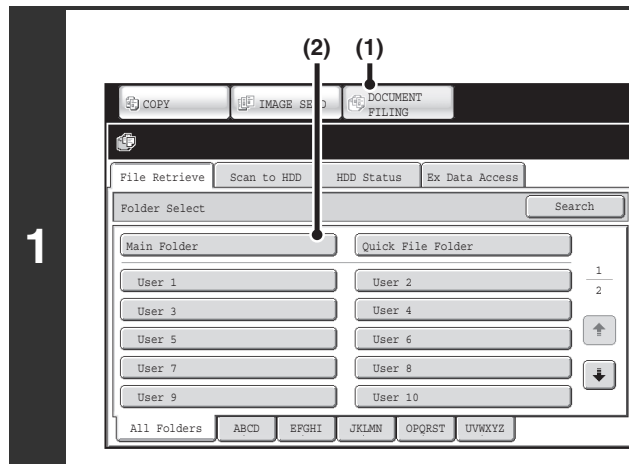 (2) (1)
COPY IMAGE SE D DOCUMENT
FILING
File Retrieve Scan to HDD HDD Status Ex Data Access
Folder Select Search
1
Main Folder Quick File Folder
User 1 User 2 1
2
User 3 User 4
User 5 User 6
User 7 User 8
User 9 User 10
All Folders ABCD EFGHI JKLMN OPQRST UVWXYZ